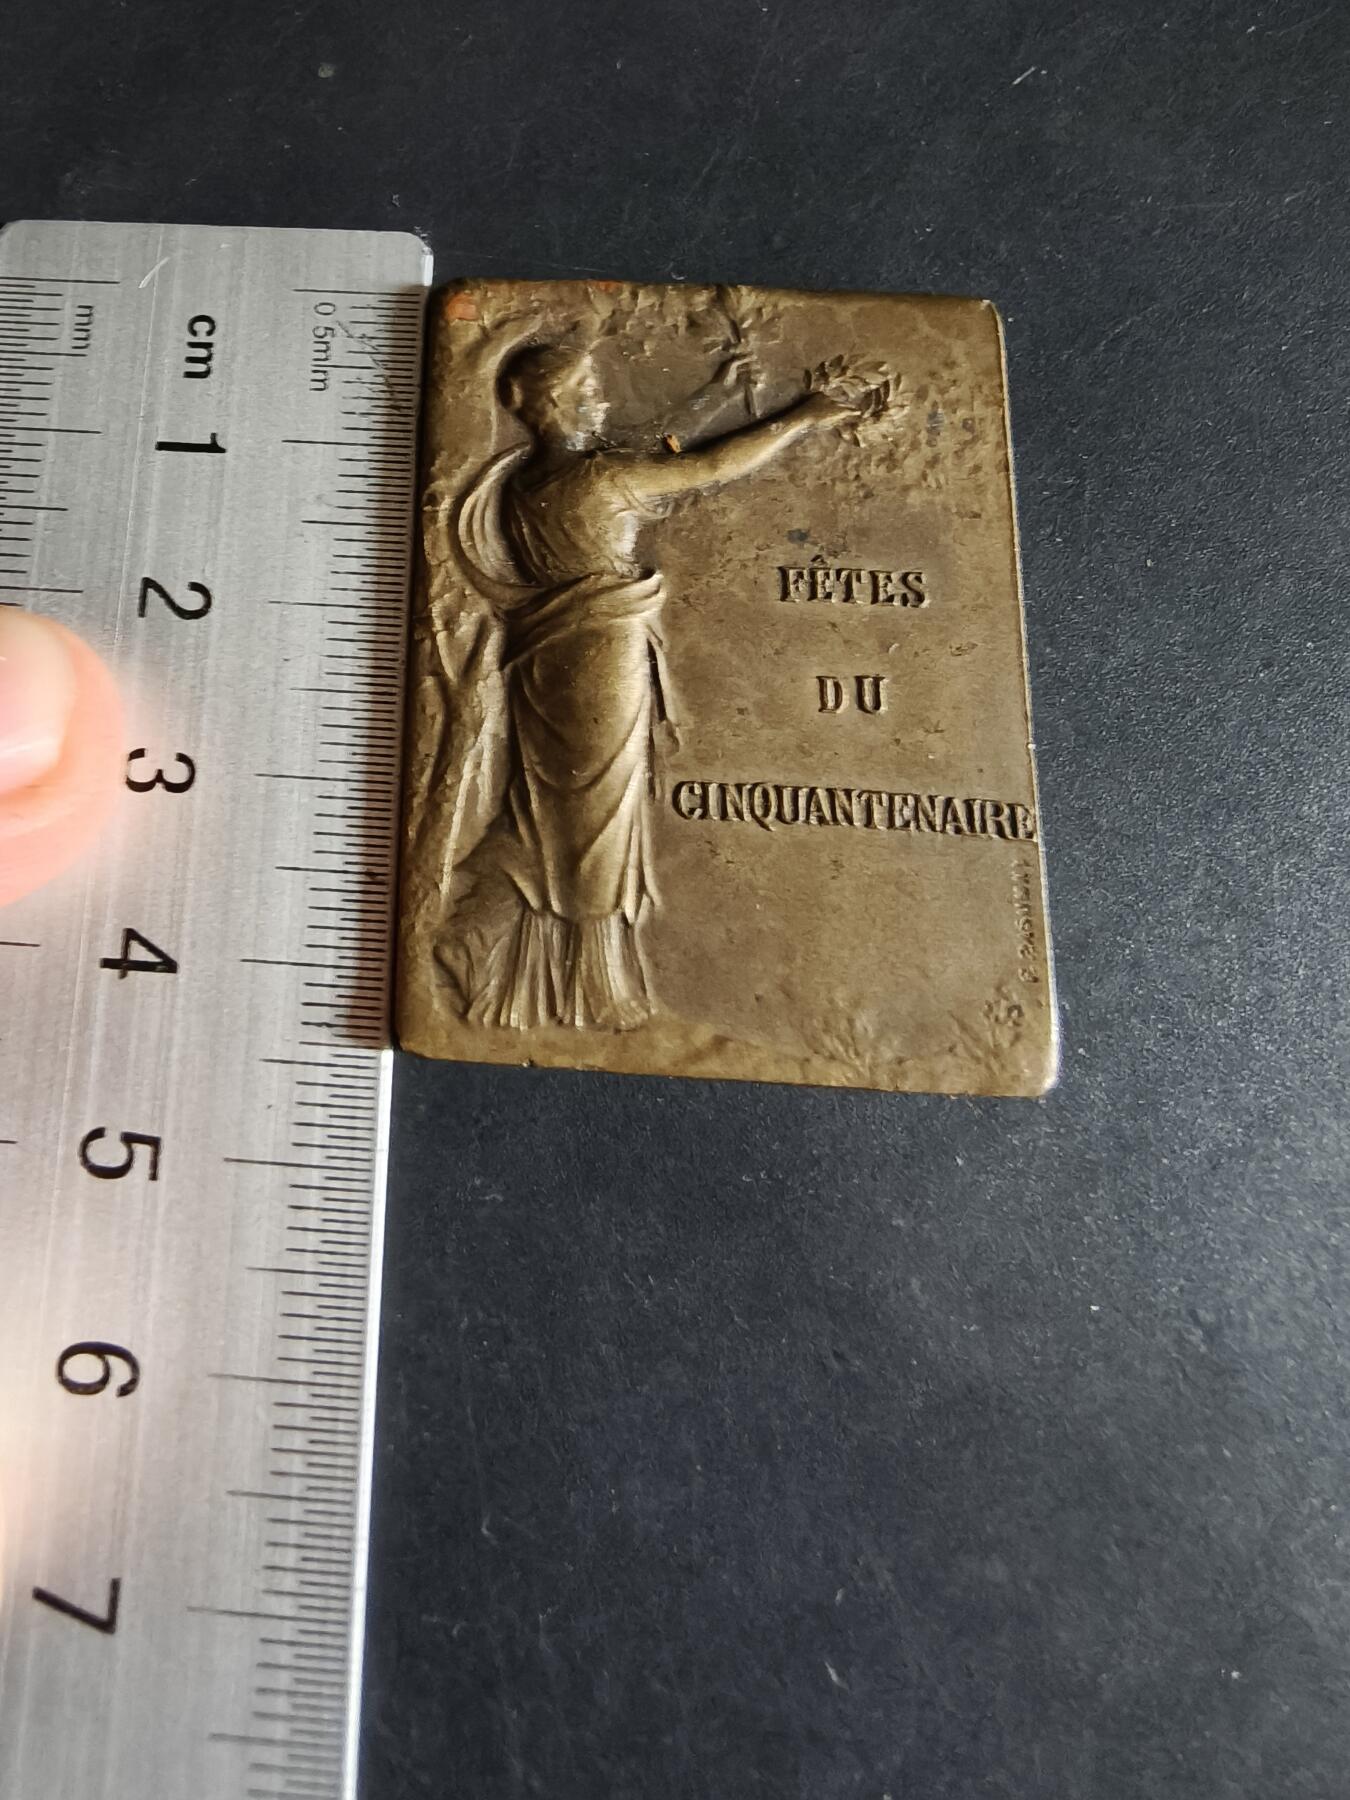 mm
cm
0.5mm
1
2
3
4
5
6
7
FÊTES
DU
CINQUANTENAIRE